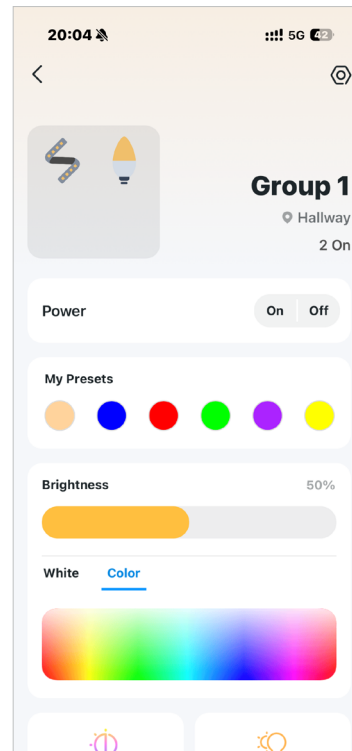 20:04 5G 42
Group 1
Hallway
2 On
Power On Off
My Presets
Brightness 50%
White Color